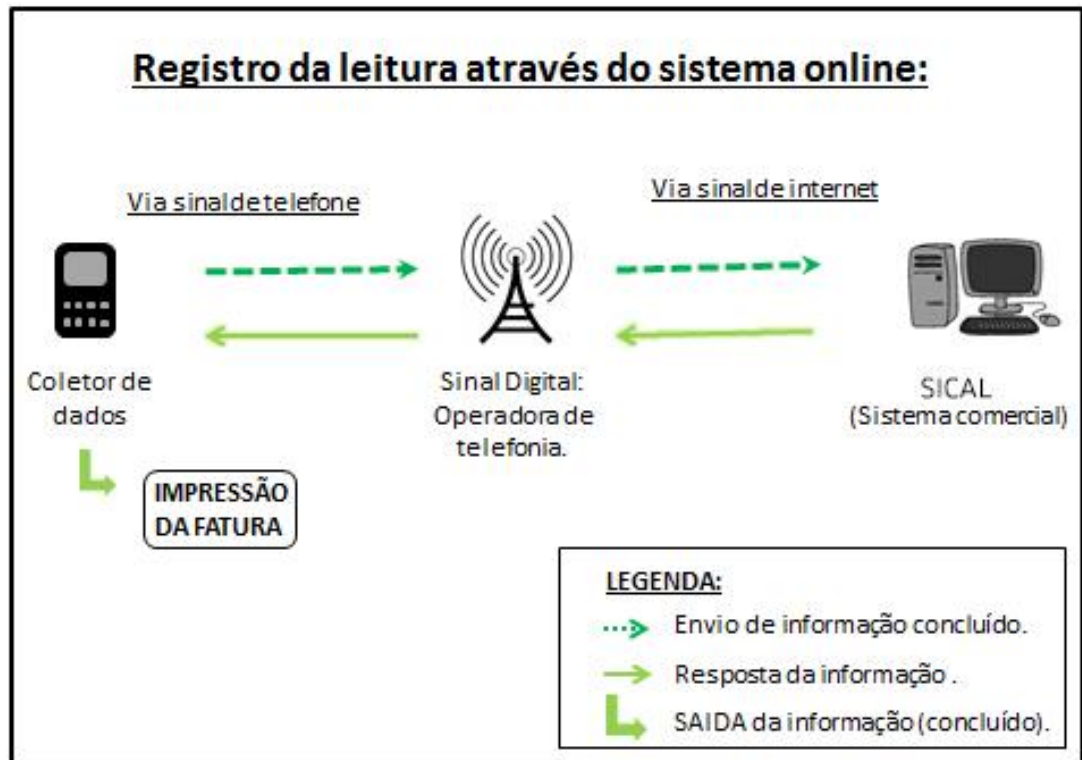 Registro da leitura através do sistema online:
Via sinal de telefone
Via sinal de internet
Coletor de
dados
Sinal Digital:
Operadora de
telefonia.
SICAL
(Sistema comercial)
IMPRESSÃO
DA FATURA
LEGENDA:
Envio de informação concluído.
Resposta da informação .
SAIDA da informação (concluído).